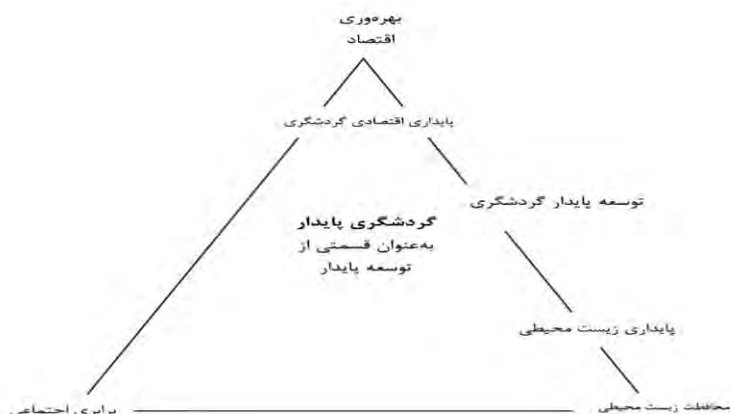 بهره‌وری
اقتصاد
پایداری اقتصادی گردشگری
توسعه پایدار گردشگری
گردشگری پایدار
به‌عنوان قسمتی از
توسعه پایدار
پایداری زیست محیطی
محافظت زیست محیطی
برابری اجتماعی